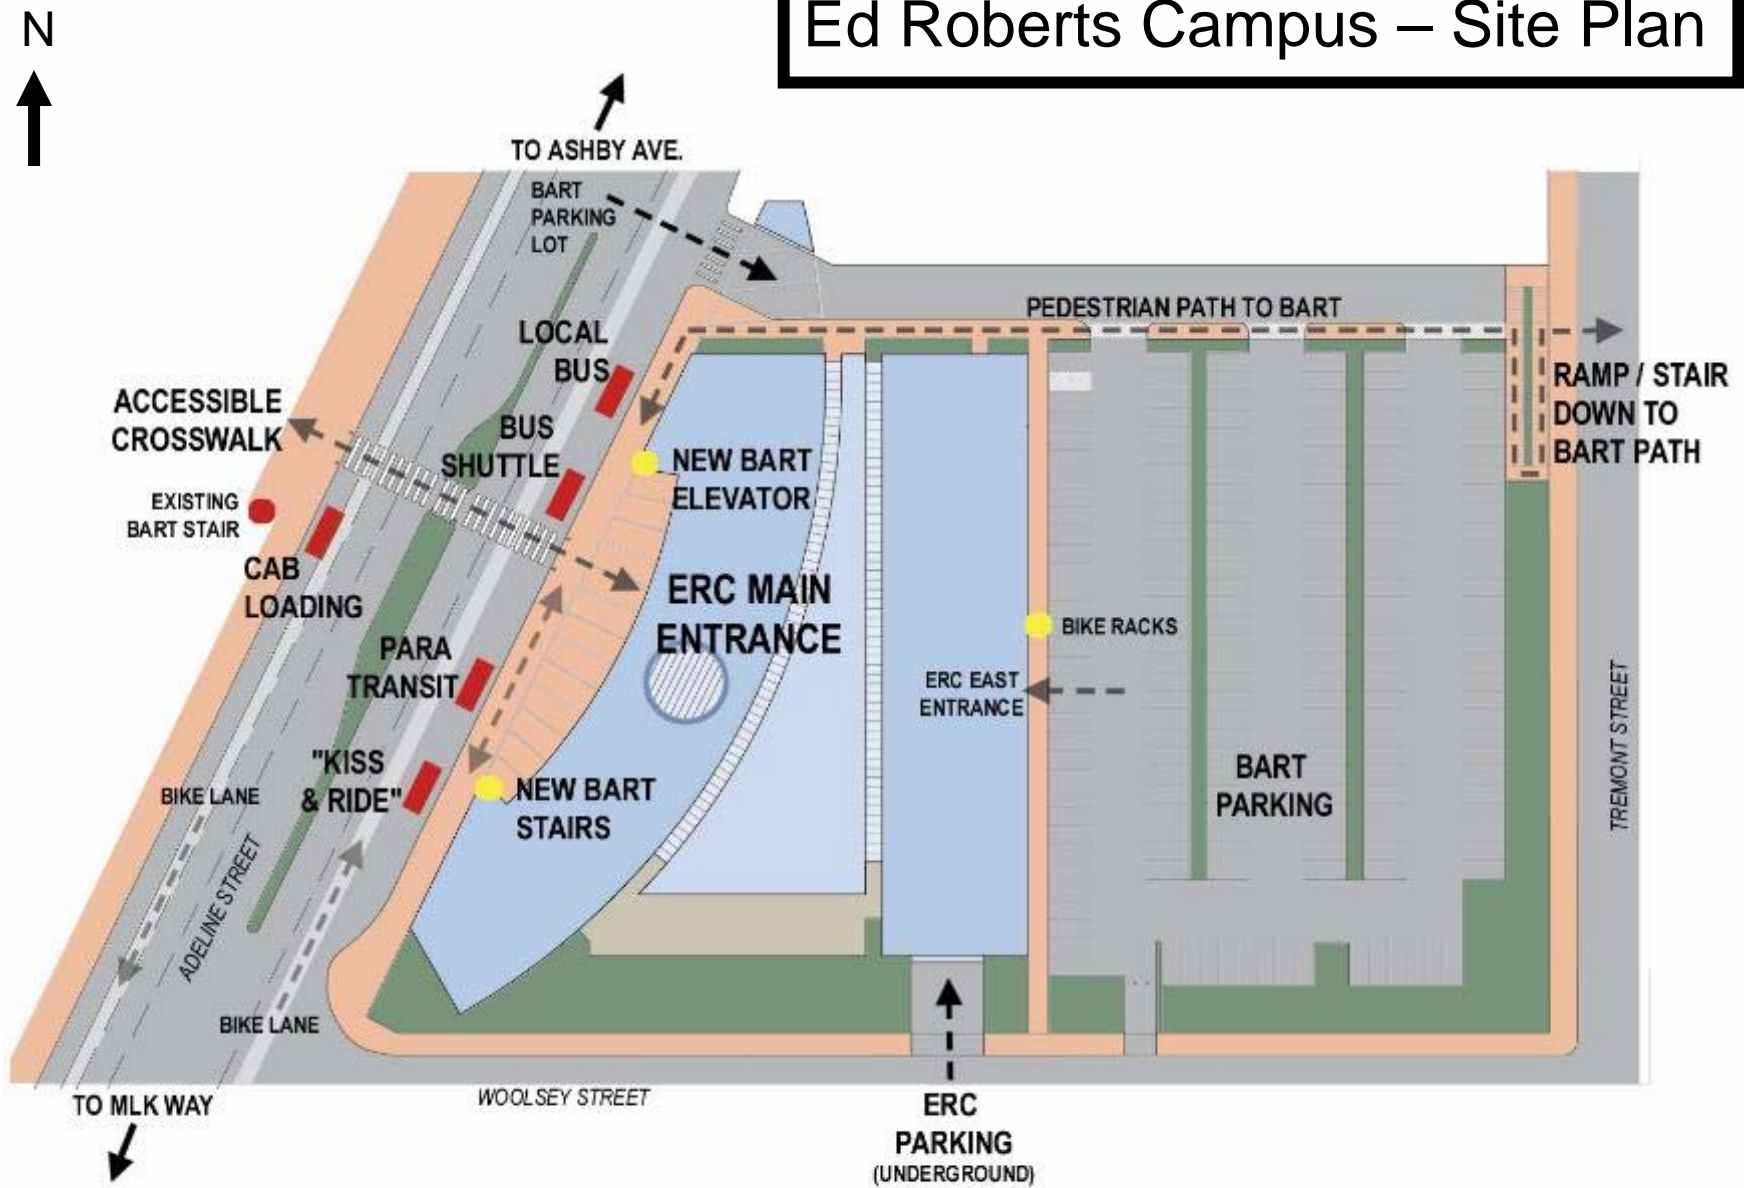 N
Ed Roberts Campus – Site Plan
TO ASHBY AVE.
BART
PARKING
LOT
PEDESTRIAN PATH TO BART
LOCAL
BUS
RAMP / STAIR
DOWN TO
BART PATH
ACCESSIBLE
CROSSWALK
BUS
SHUTTLE
NEW BART
ELEVATOR
EXISTING
BART STAIR
CAB
LOADING
ERC MAIN
ENTRANCE
BIKE RACKS
PARA
TRANSIT
ERC EAST
ENTRANCE
TREMONT STREET
"KISS
& RIDE"
BIKE LANE
NEW BART
STAIRS
BART
PARKING
ADELINE STREET
BIKE LANE
TO MLK WAY
WOOLSEY STREET
ERC
PARKING
(UNDERGROUND)